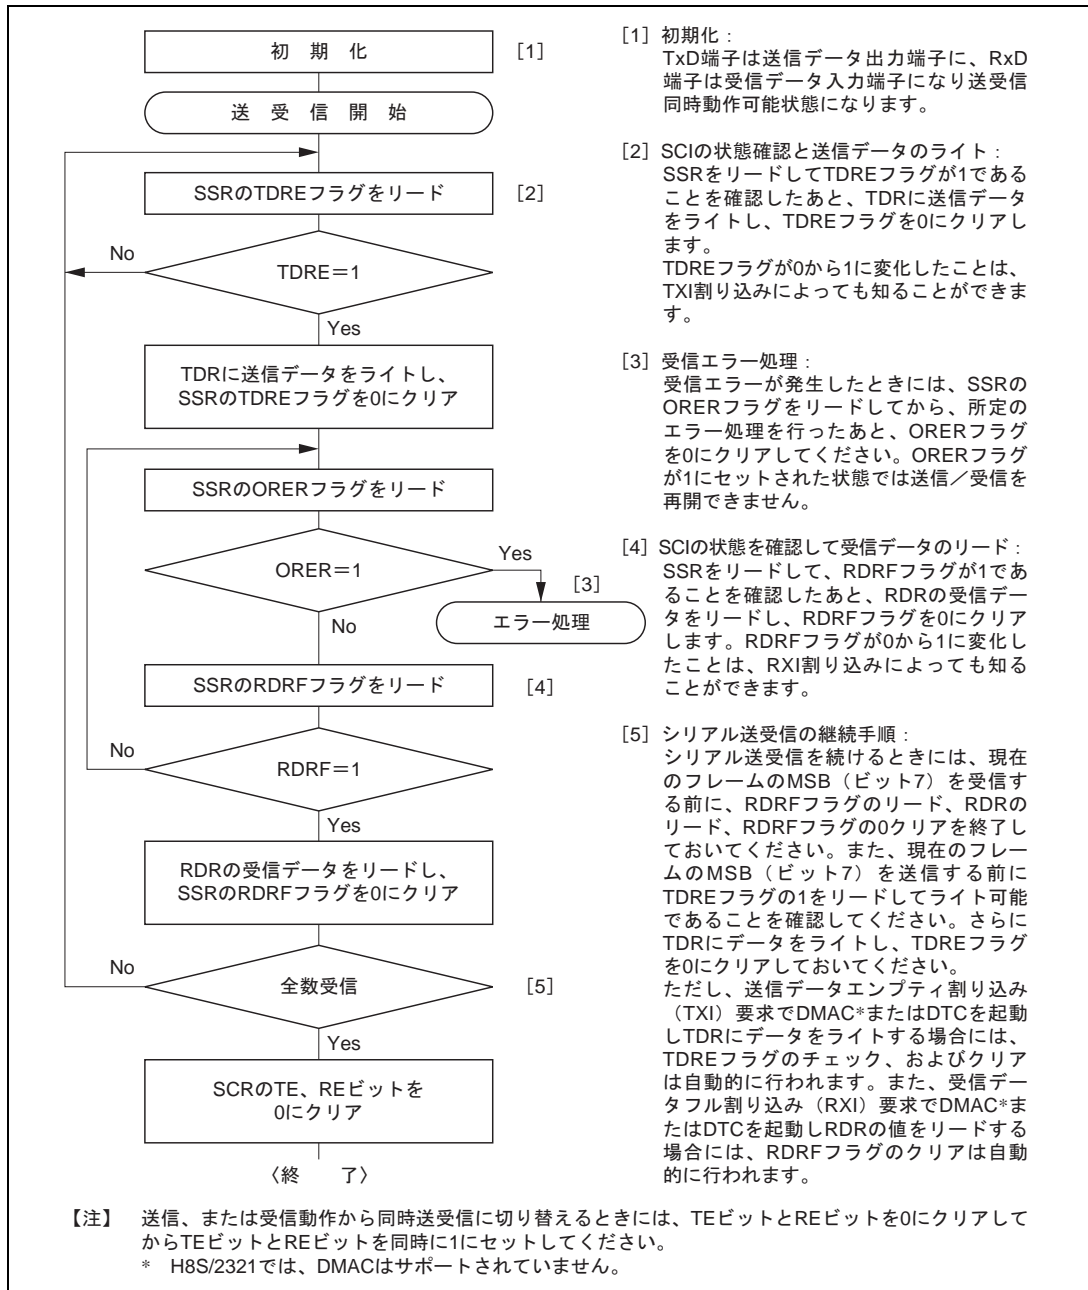 初 期 化
[1]
送 受 信 開 始
SSRのTDREフラグをリード
[2]
No
TDRE＝1
Yes
TDRに送信データをライトし、
SSRのTDREフラグを0にクリア
SSRのORERフラグをリード
ORER＝1
Yes
[3]
エラー処理
No
SSRのRDRFフラグをリード
[4]
No
RDRF＝1
Yes
RDRの受信データをリードし、
SSRのRDRFフラグを0にクリア
No
全数受信
[5]
Yes
SCRのTE、REビットを
0にクリア
〈終 了〉
[1] 初期化：
TxD端子は送信データ出力端子に、RxD
端子は受信データ入力端子になり送受信
同時動作可能状態になります。
[2] SCIの状態確認と送信データのライト：
SSRをリードしてTDREフラグが1である
ことを確認したあと、TDRに送信データ
をライトし、TDREフラグを0にクリアし
ます。
TDREフラグが0から1に変化したことは、
TXI割り込みによっても知ることができま
す。
[3] 受信エラー処理：
受信エラーが発生したときには、SSRの
ORERフラグをリードしてから、所定の
エラー処理を行ったあと、ORERフラグ
を0にクリアしてください。ORERフラグ
が1にセットされた状態では送信／受信を
再開できません。
[4] SCIの状態を確認して受信データのリード：
SSRをリードして、RDRFフラグが1であ
ることを確認したあと、RDRの受信デー
タをリードし、RDRFフラグを0にクリア
します。RDRFフラグが0から1に変化し
たことは、RXI割り込みによっても知る
ことができます。
[5] シリアル送受信の継続手順：
シリアル送受信を続けるときには、現在
のフレームのMSB（ビット7）を受信す
る前に、RDRFフラグのリード、RDRの
リード、RDRFフラグの0クリアを終了し
ておいてください。また、現在のフレー
ムのMSB（ビット7）を送信する前に
TDREフラグの1をリードしてライト可能
であることを確認してください。さらに
TDRにデータをライトし、TDREフラグ
を0にクリアしておいてください。
ただし、送信データエンプティ割り込み
（TXI）要求でDMAC*またはDTCを起動
しTDRにデータをライトする場合には、
TDREフラグのチェック、およびクリア
は自動的に行われます。また、受信デー
タフル割り込み（RXI）要求でDMAC*ま
たはDTCを起動しRDRの値をリードする
場合には、RDRFフラグのクリアは自動
的に行われます。
【注】 送信、または受信動作から同時送受信に切り替えるときには、TEビットとREビットを0にクリアして
からTEビットとREビットを同時に1にセットしてください。
* H8S/2321では、DMACはサポートされていません。